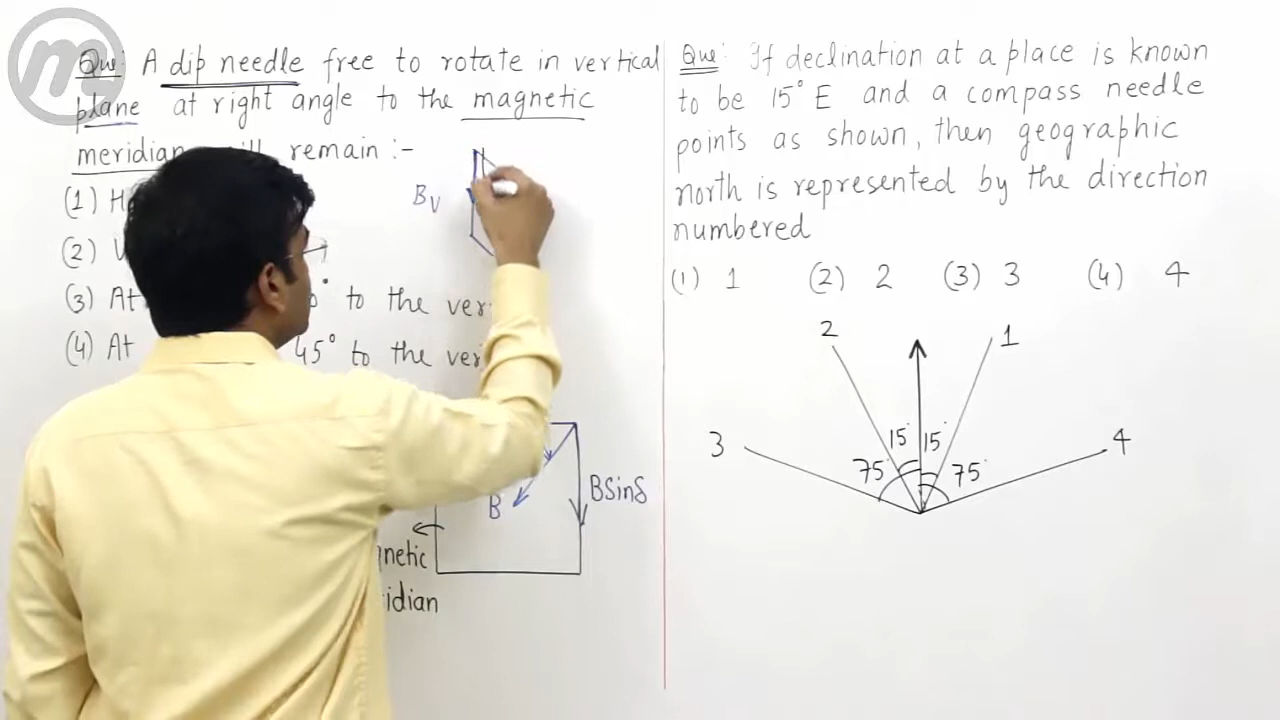 Que: A dip needle free to rotate in vertical
plane at right angle to the magnetic
meridian remain :-
(1) H
(2)
(3) At to the ver
(4) At 45° to the ver
Bv
B
BSinδ
Que: If declination at a place is known
to be 15° E and a compass needle
points as shown, then geographic
north is represented by the direction
numbered
(1) 1 (2) 2 (3) 3 (4) 4
2 1
3 15° 15° 4
75 75°
m